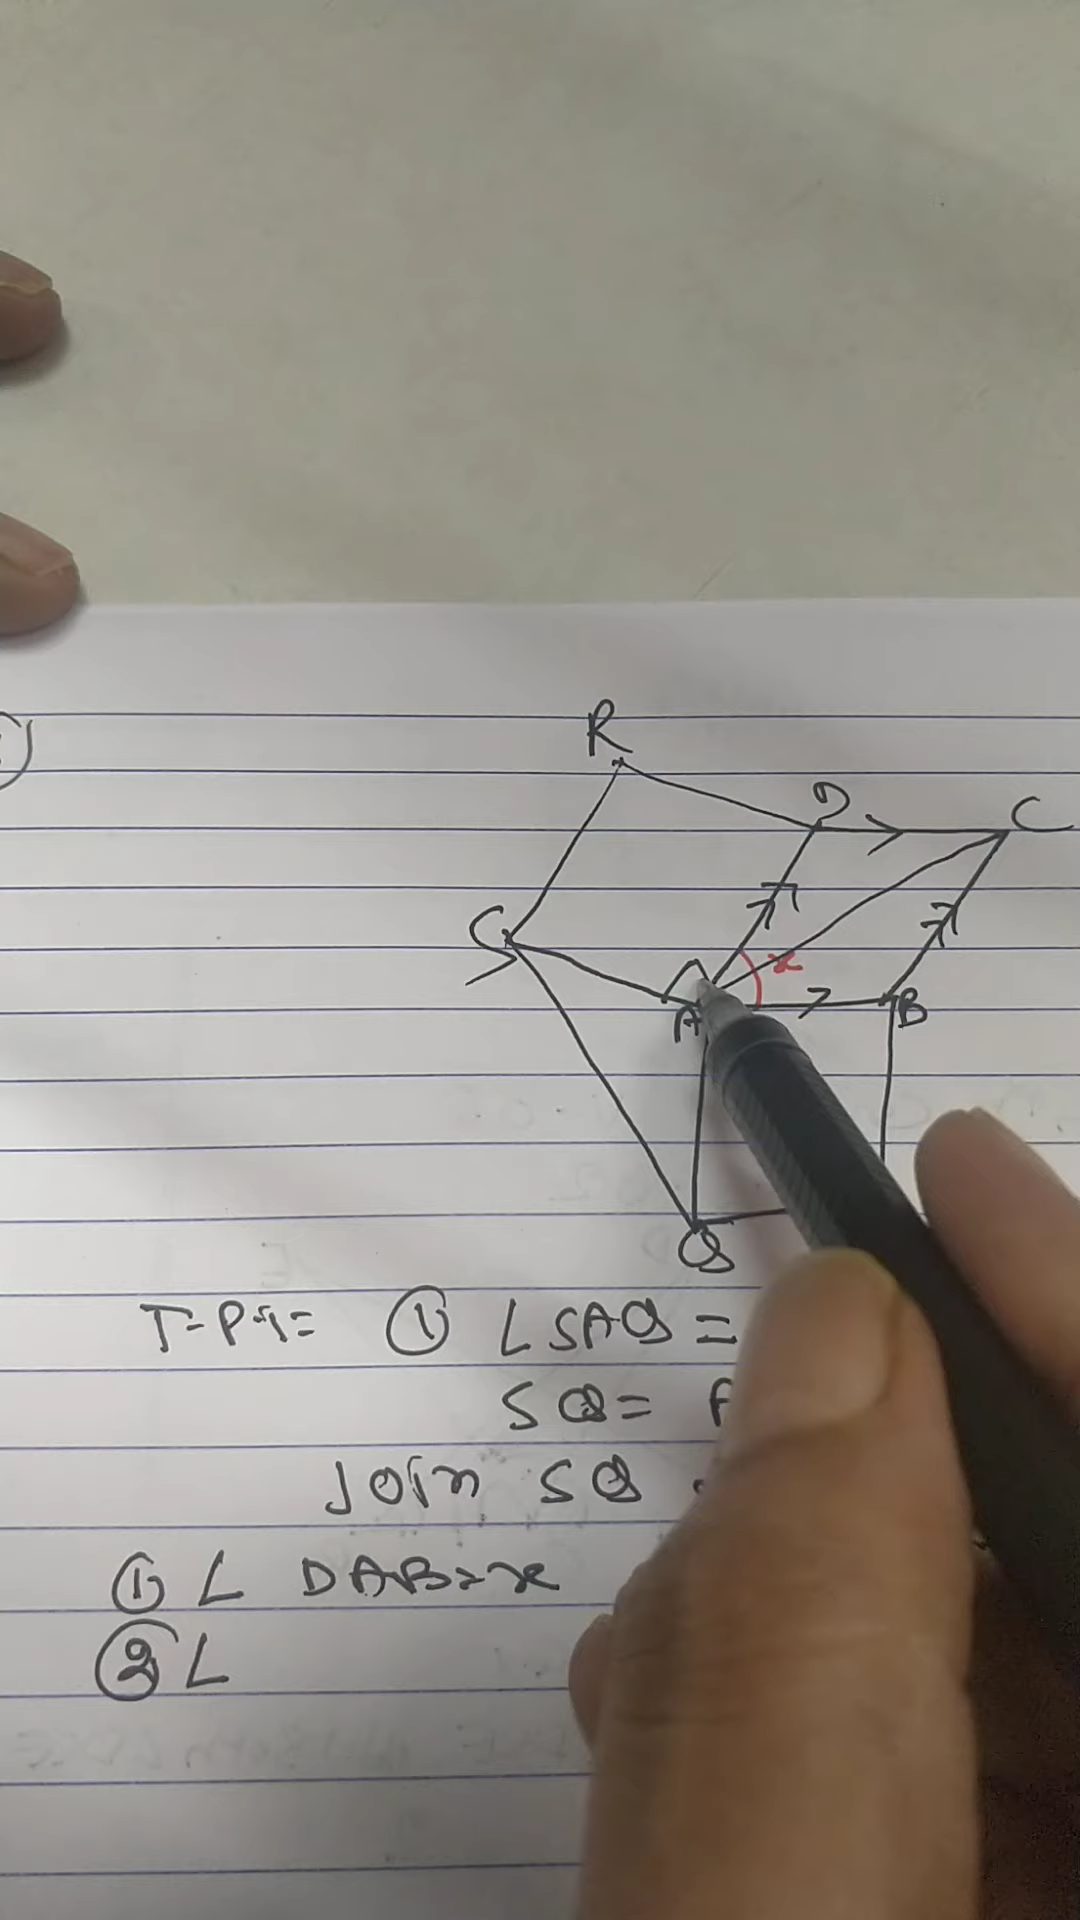 R
D
C
S
x
A
B
Q
T-P-T= ① ∠SAQ =
SQ=
Join SQ
① ∠ DAB=x
② ∠